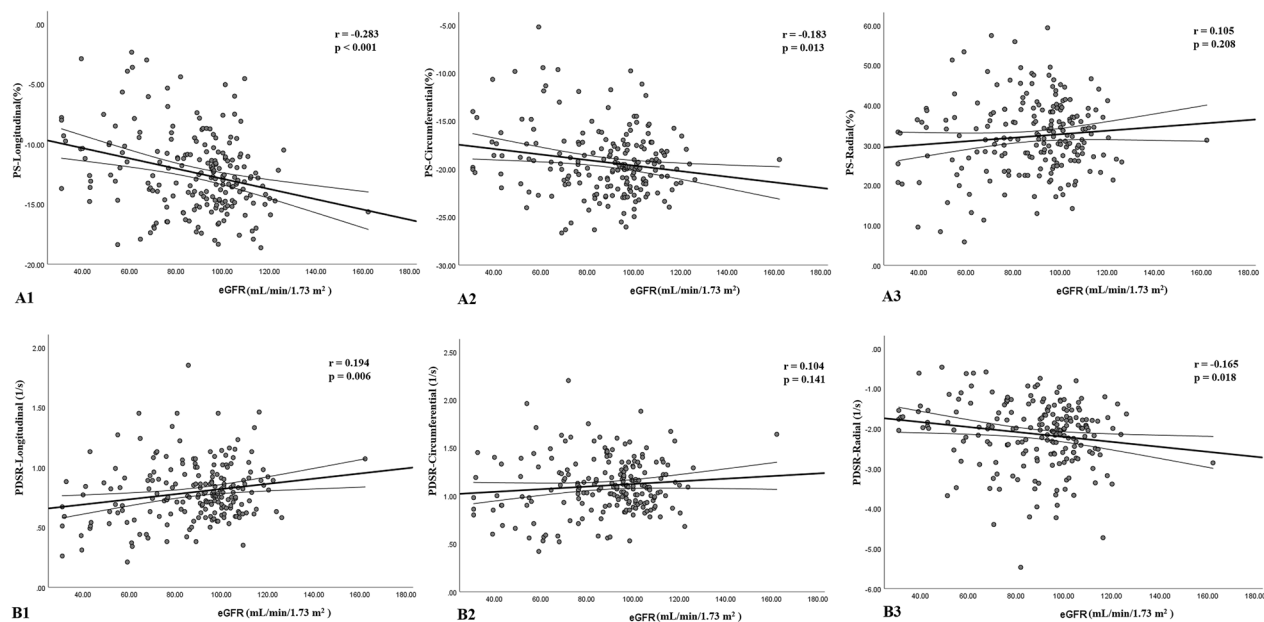 .00
-5.00
-10.00
-15.00
-20.00
PS-Longitudinal(%)
r = -0.283
p < 0.001
40.00 60.00 80.00 100.00 120.00 140.00 160.00 180.00
eGFR(mL/min/1.73 m²)
A1
-5.00
-10.00
-15.00
-20.00
-25.00
-30.00
PS-Circumferential(%)
r = -0.183
p = 0.013
40.00 60.00 80.00 100.00 120.00 140.00 160.00 180.00
eGFR(mL/min/1.73 m²)
A2
60.00
50.00
40.00
30.00
20.00
10.00
.00
PS-Radial(%)
r = 0.105
p = 0.208
40.00 60.00 80.00 100.00 120.00 140.00 160.00 180.00
eGFR(mL/min/1.73 m²)
A3
2.00
1.50
1.00
.50
.00
PDSR-Longitudinal (1/s)
r = 0.194
p = 0.006
40.00 60.00 80.00 100.00 120.00 140.00 160.00 180.00
eGFR(mL/min/1.73 m²)
B1
2.50
2.00
1.50
1.00
.50
.00
PDSR-Circumferential (1/s)
r = 0.104
p = 0.141
40.00 60.00 80.00 100.00 120.00 140.00 160.00 180.00
eGFR(mL/min/1.73 m²)
B2
.00
-1.00
-2.00
-3.00
-4.00
-5.00
-6.00
PDSR-Radial (1/s)
r = -0.165
p = 0.018
40.00 60.00 80.00 100.00 120.00 140.00 160.00 180.00
eGFR(mL/min/1.73 m²)
B3